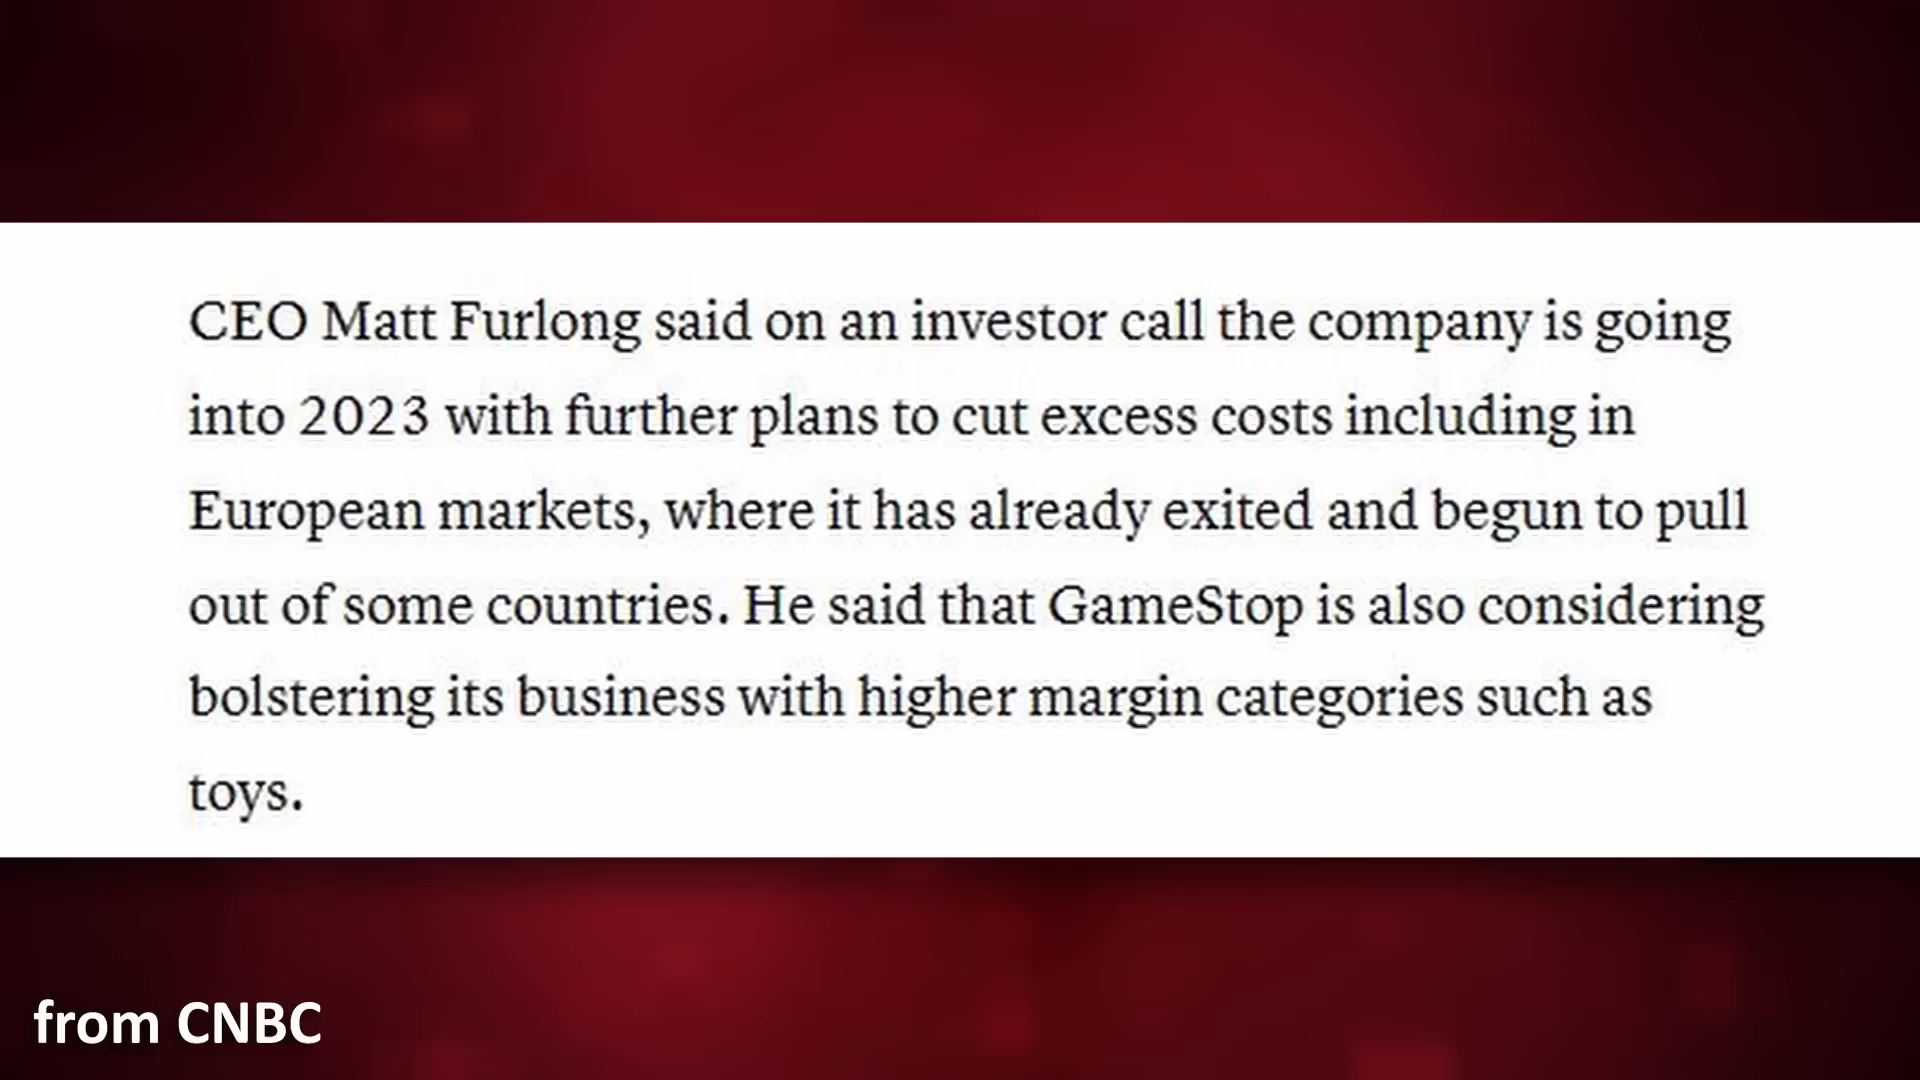 CEO Matt Furlong said on an investor call the company is going
into 2023 with further plans to cut excess costs including in
European markets, where it has already exited and begun to pull
out of some countries. He said that GameStop is also considering
bolstering its business with higher margin categories such as
toys.
from CNBC